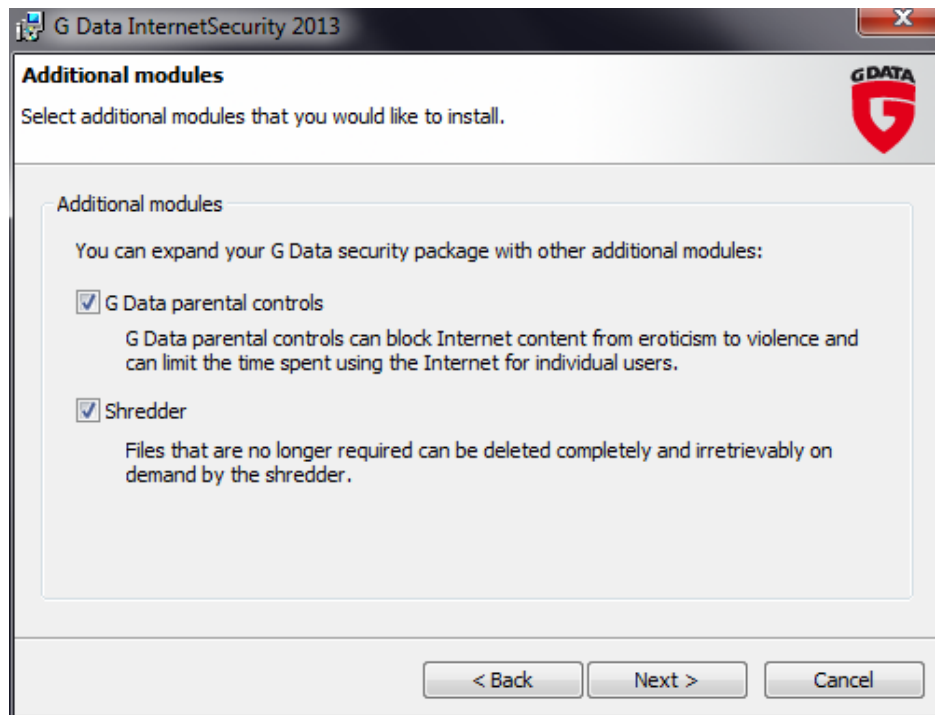 G Data InternetSecurity 2013
Additional modules
Select additional modules that you would like to install.
G DATA
Additional modules
You can expand your G Data security package with other additional modules:
G Data parental controls
G Data parental controls can block Internet content from eroticism to violence and
can limit the time spent using the Internet for individual users.
Shredder
Files that are no longer required can be deleted completely and irretrievably on
demand by the shredder.
< Back
Next >
Cancel